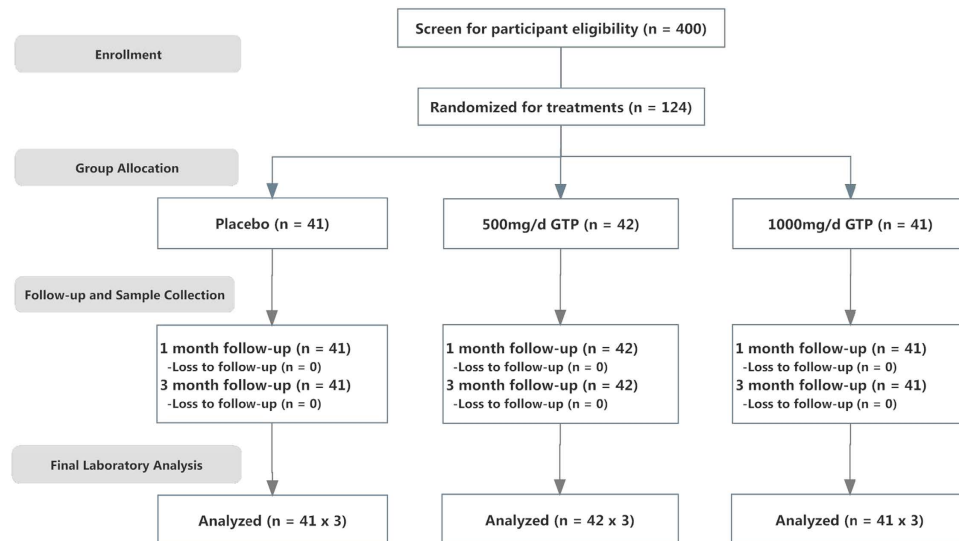 Screen for participant eligibility (n = 400)
Enrollment
Randomized for treatments (n = 124)
Group Allocation
Placebo (n = 41)
500mg/d GTP (n = 42)
1000mg/d GTP (n = 41)
Follow-up and Sample Collection
1 month follow-up (n = 41)
-Loss to follow-up (n = 0)
3 month follow-up (n = 41)
-Loss to follow-up (n = 0)
1 month follow-up (n = 42)
-Loss to follow-up (n = 0)
3 month follow-up (n = 42)
-Loss to follow-up (n = 0)
1 month follow-up (n = 41)
-Loss to follow-up (n = 0)
3 month follow-up (n = 41)
-Loss to follow-up (n = 0)
Final Laboratory Analysis
Analyzed (n = 41 x 3)
Analyzed (n = 42 x 3)
Analyzed (n = 41 x 3)